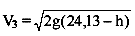 V₃ = √2g(24,13 – h)